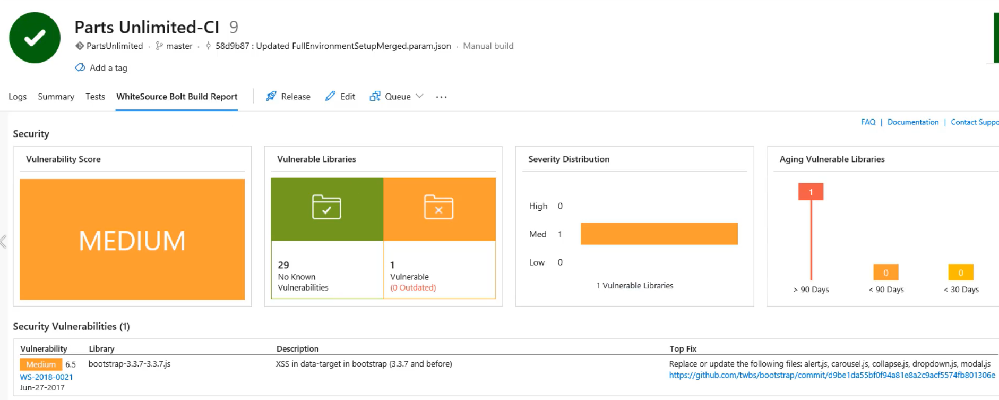 Parts Unlimited-CI 9
PartsUnlimited · master · 58d9b87 : Updated FullEnvironmentSetupMerged.param.json · Manual build
Add a tag
Logs Summary Tests WhiteSource Bolt Build Report Release Edit Queue ...
FAQ | Documentation | Contact Suppo
Security
Vulnerability Score
MEDIUM
Vulnerable Libraries
29
No Known
Vulnerabilities
1
Vulnerable
(0 Outdated)
Severity Distribution
High 0
Med 1
Low 0
1 Vulnerable Libraries
Aging Vulnerable Libraries
1
0
0
> 90 Days < 90 Days < 30 Days
Security Vulnerabilities (1)
Vulnerability Library Description Top Fix
Medium 6.5 bootstrap-3.3.7-3.3.7.js XSS in data-target in bootstrap (3.3.7 and before) Replace or update the following files: alert.js, carousel.js, collapse.js, dropdown.js, modal.js
WS-2018-0021 https://github.com/twbs/bootstrap/commit/d9be1da55bf0f94a81e8a2c9acf5574fb801306e
Jun-27-2017